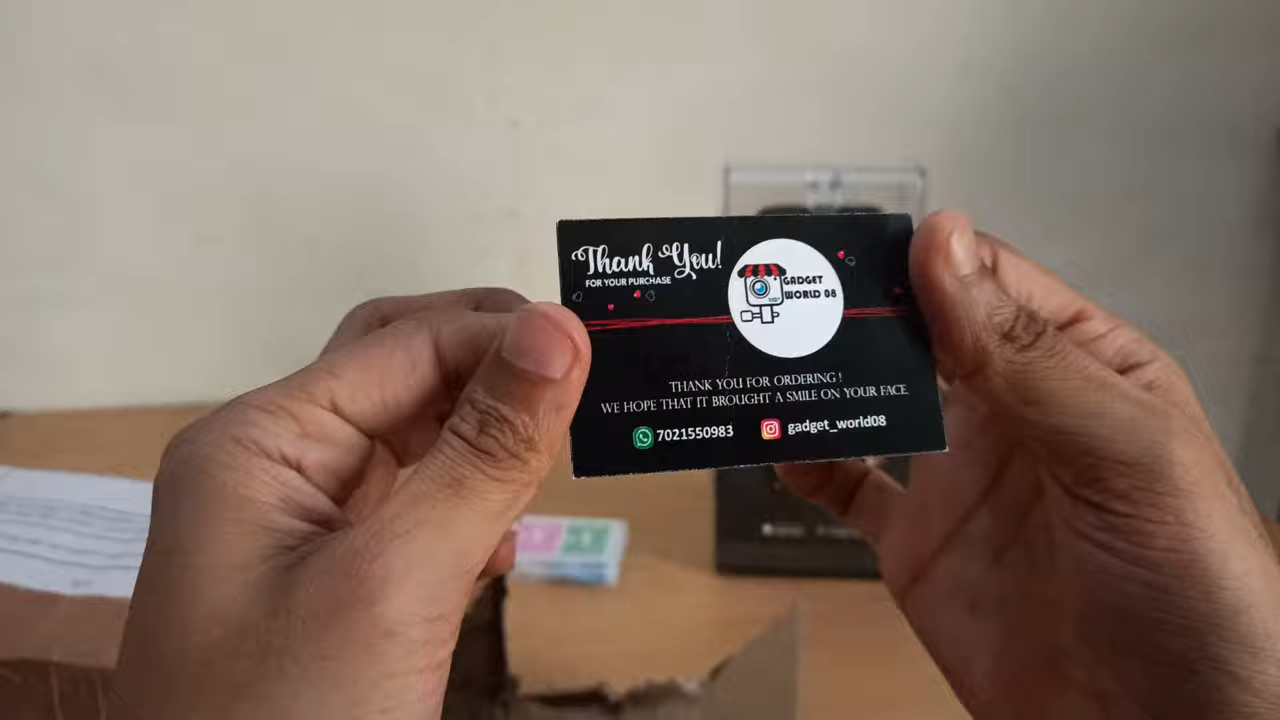 Thank You!
FOR YOUR PURCHASE
GADGET
WORLD 08
THANK YOU FOR ORDERING !
WE HOPE THAT IT BROUGHT A SMILE ON YOUR FACE
7021550983
gadget_world08